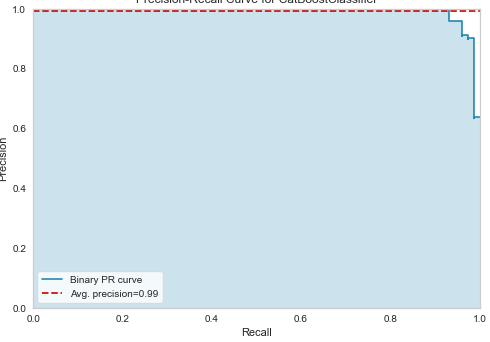 Precision-Recall Curve for CatBoostClassifier
1.0
0.8
0.6
0.4
0.2
0.0
Precision
Binary PR curve
Avg. precision=0.99
0.0 0.2 0.4 0.6 0.8 1.0
Recall